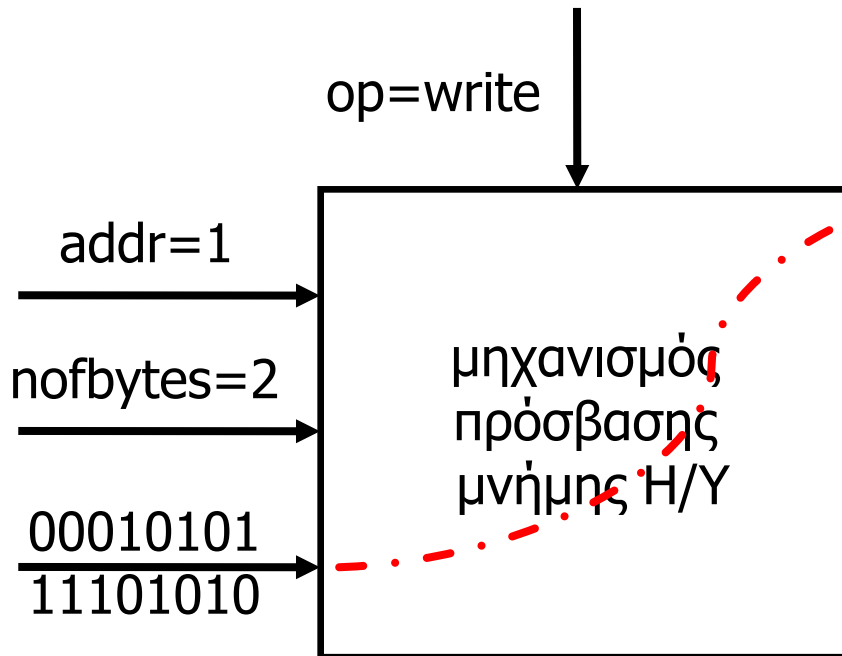 op=write
addr=1
nofbytes=2
00010101
11101010
μηχανισμός
πρόσβασης
μνήμης Η/Υ